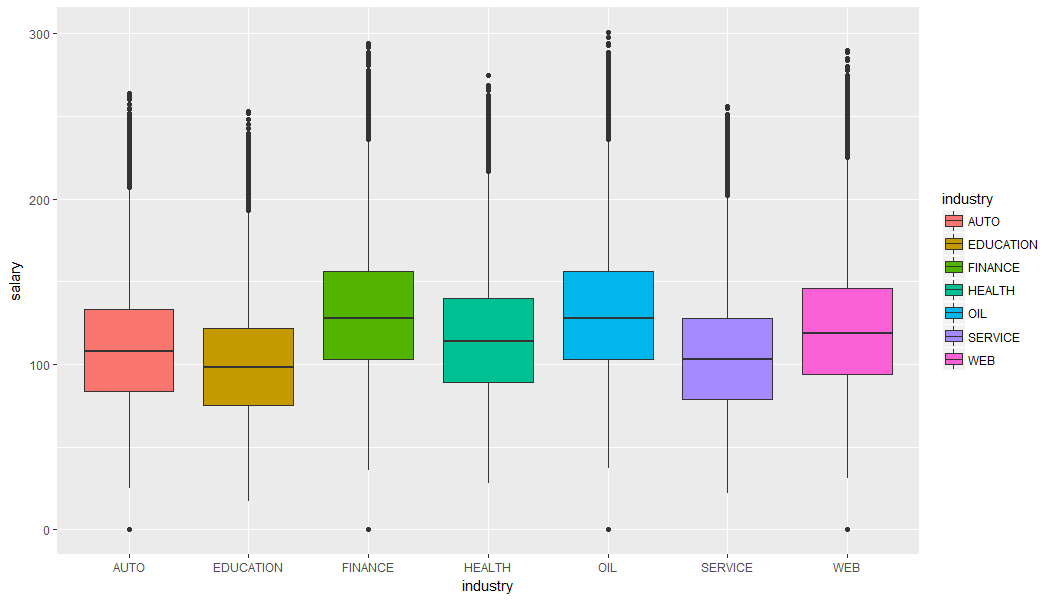 300
200
100
0
salary
AUTO EDUCATION FINANCE HEALTH OIL SERVICE WEB
industry
industry
AUTO
EDUCATION
FINANCE
HEALTH
OIL
SERVICE
WEB